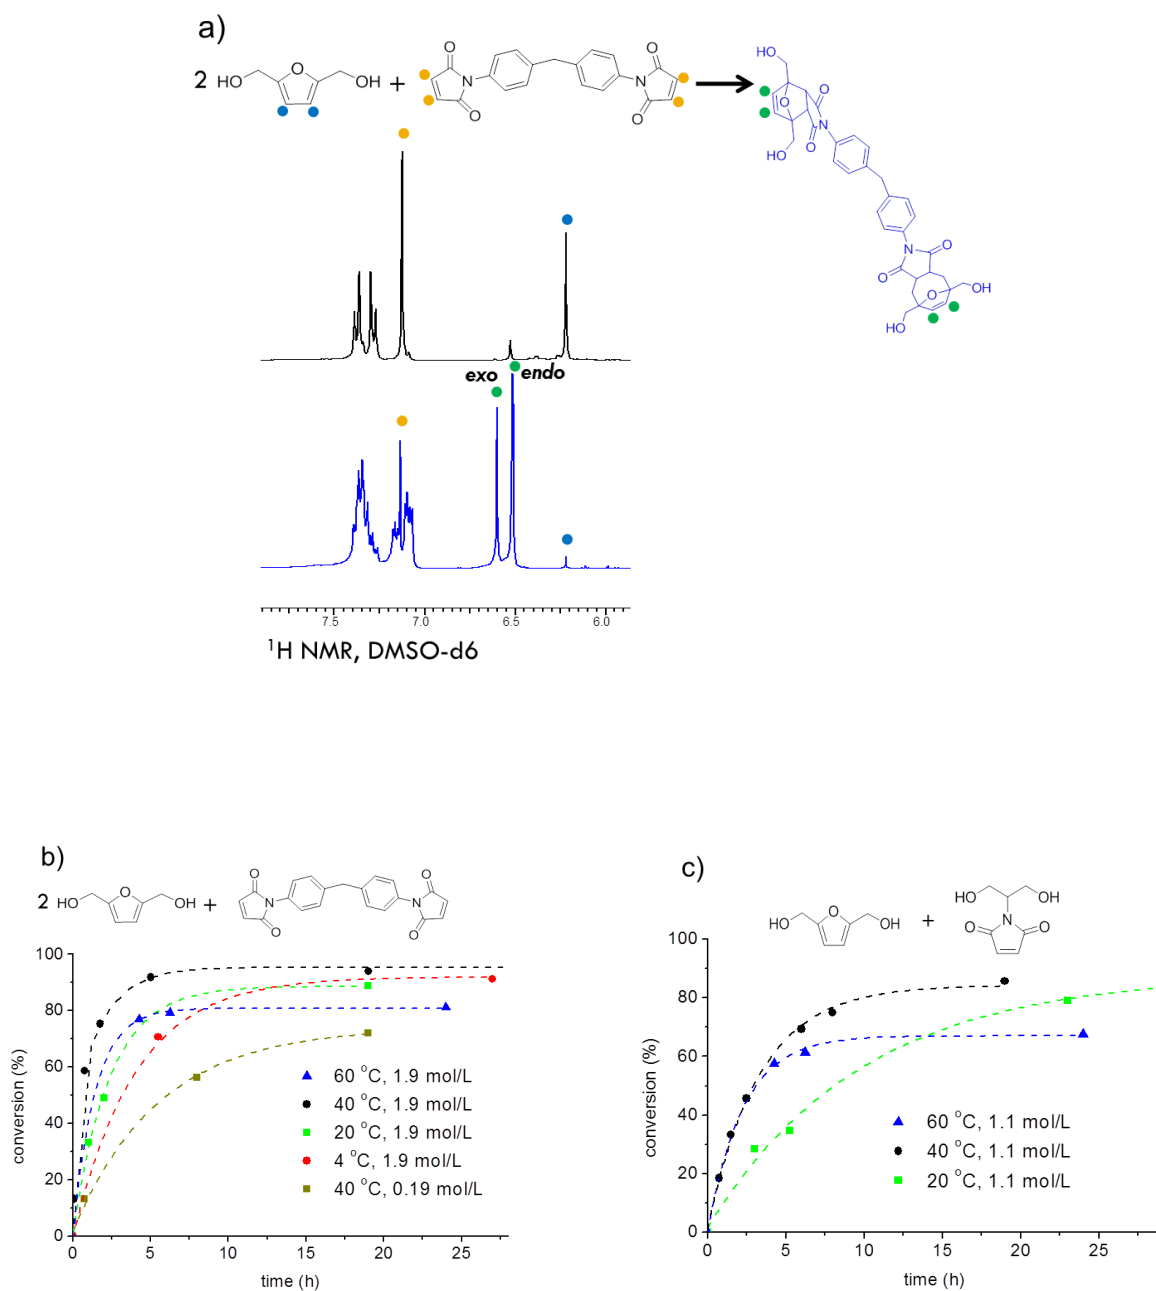 a)
2 HO O OH + O N O O N O
HO O O N O HO O
N O O O OH HO
exo endo
7.5 7.0 6.5 6.0
1H NMR, DMSO-d6
b)
2 HO O OH + O N O O N O
conversion (%)
100
80
60
40
20
0
60 °C, 1.9 mol/L
40 °C, 1.9 mol/L
20 °C, 1.9 mol/L
4 °C, 1.9 mol/L
40 °C, 0.19 mol/L
0 5 10 15 20 25
time (h)
c)
HO O OH + HO OH O N O
conversion (%)
100
80
60
40
20
0
60 °C, 1.1 mol/L
40 °C, 1.1 mol/L
20 °C, 1.1 mol/L
0 5 10 15 20 25
time (h)